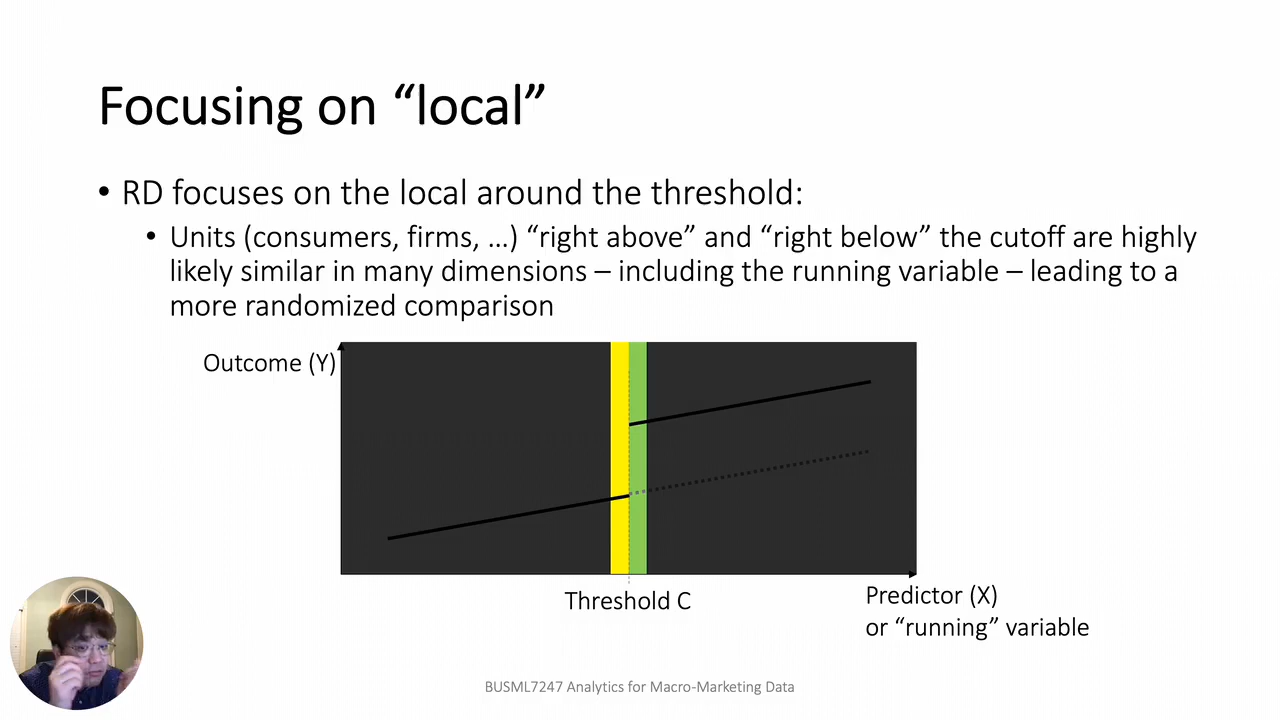 Focusing on “local”
• RD focuses on the local around the threshold:
• Units (consumers, firms, …) “right above” and “right below” the cutoff are highly
likely similar in many dimensions – including the running variable – leading to a
more randomized comparison
Outcome (Y)
Threshold C
Predictor (X)
or “running” variable
BUSML7247 Analytics for Macro-Marketing Data